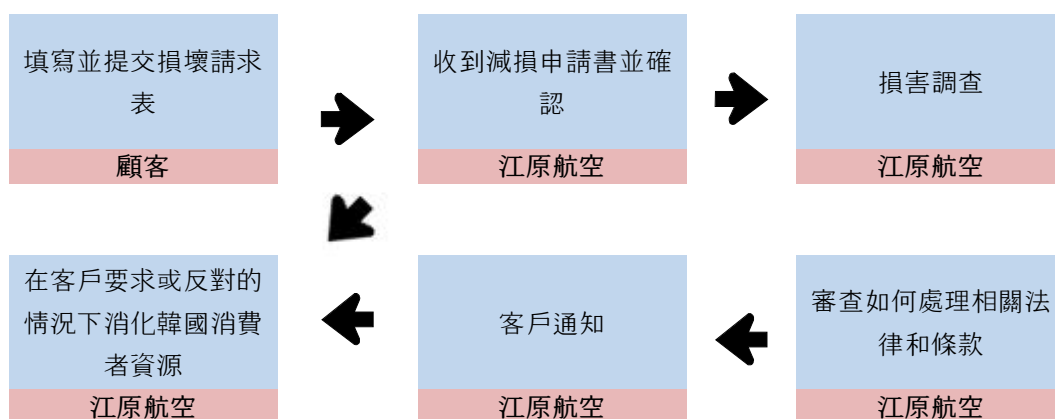 填寫並提交損壞請求
表
顧客
收到減損申請書並確
認
江原航空
損害調查
江原航空
在客戶要求或反對的
情況下消化韓國消費
者資源
江原航空
客戶通知
江原航空
審查如何處理相關法
律和條款
江原航空